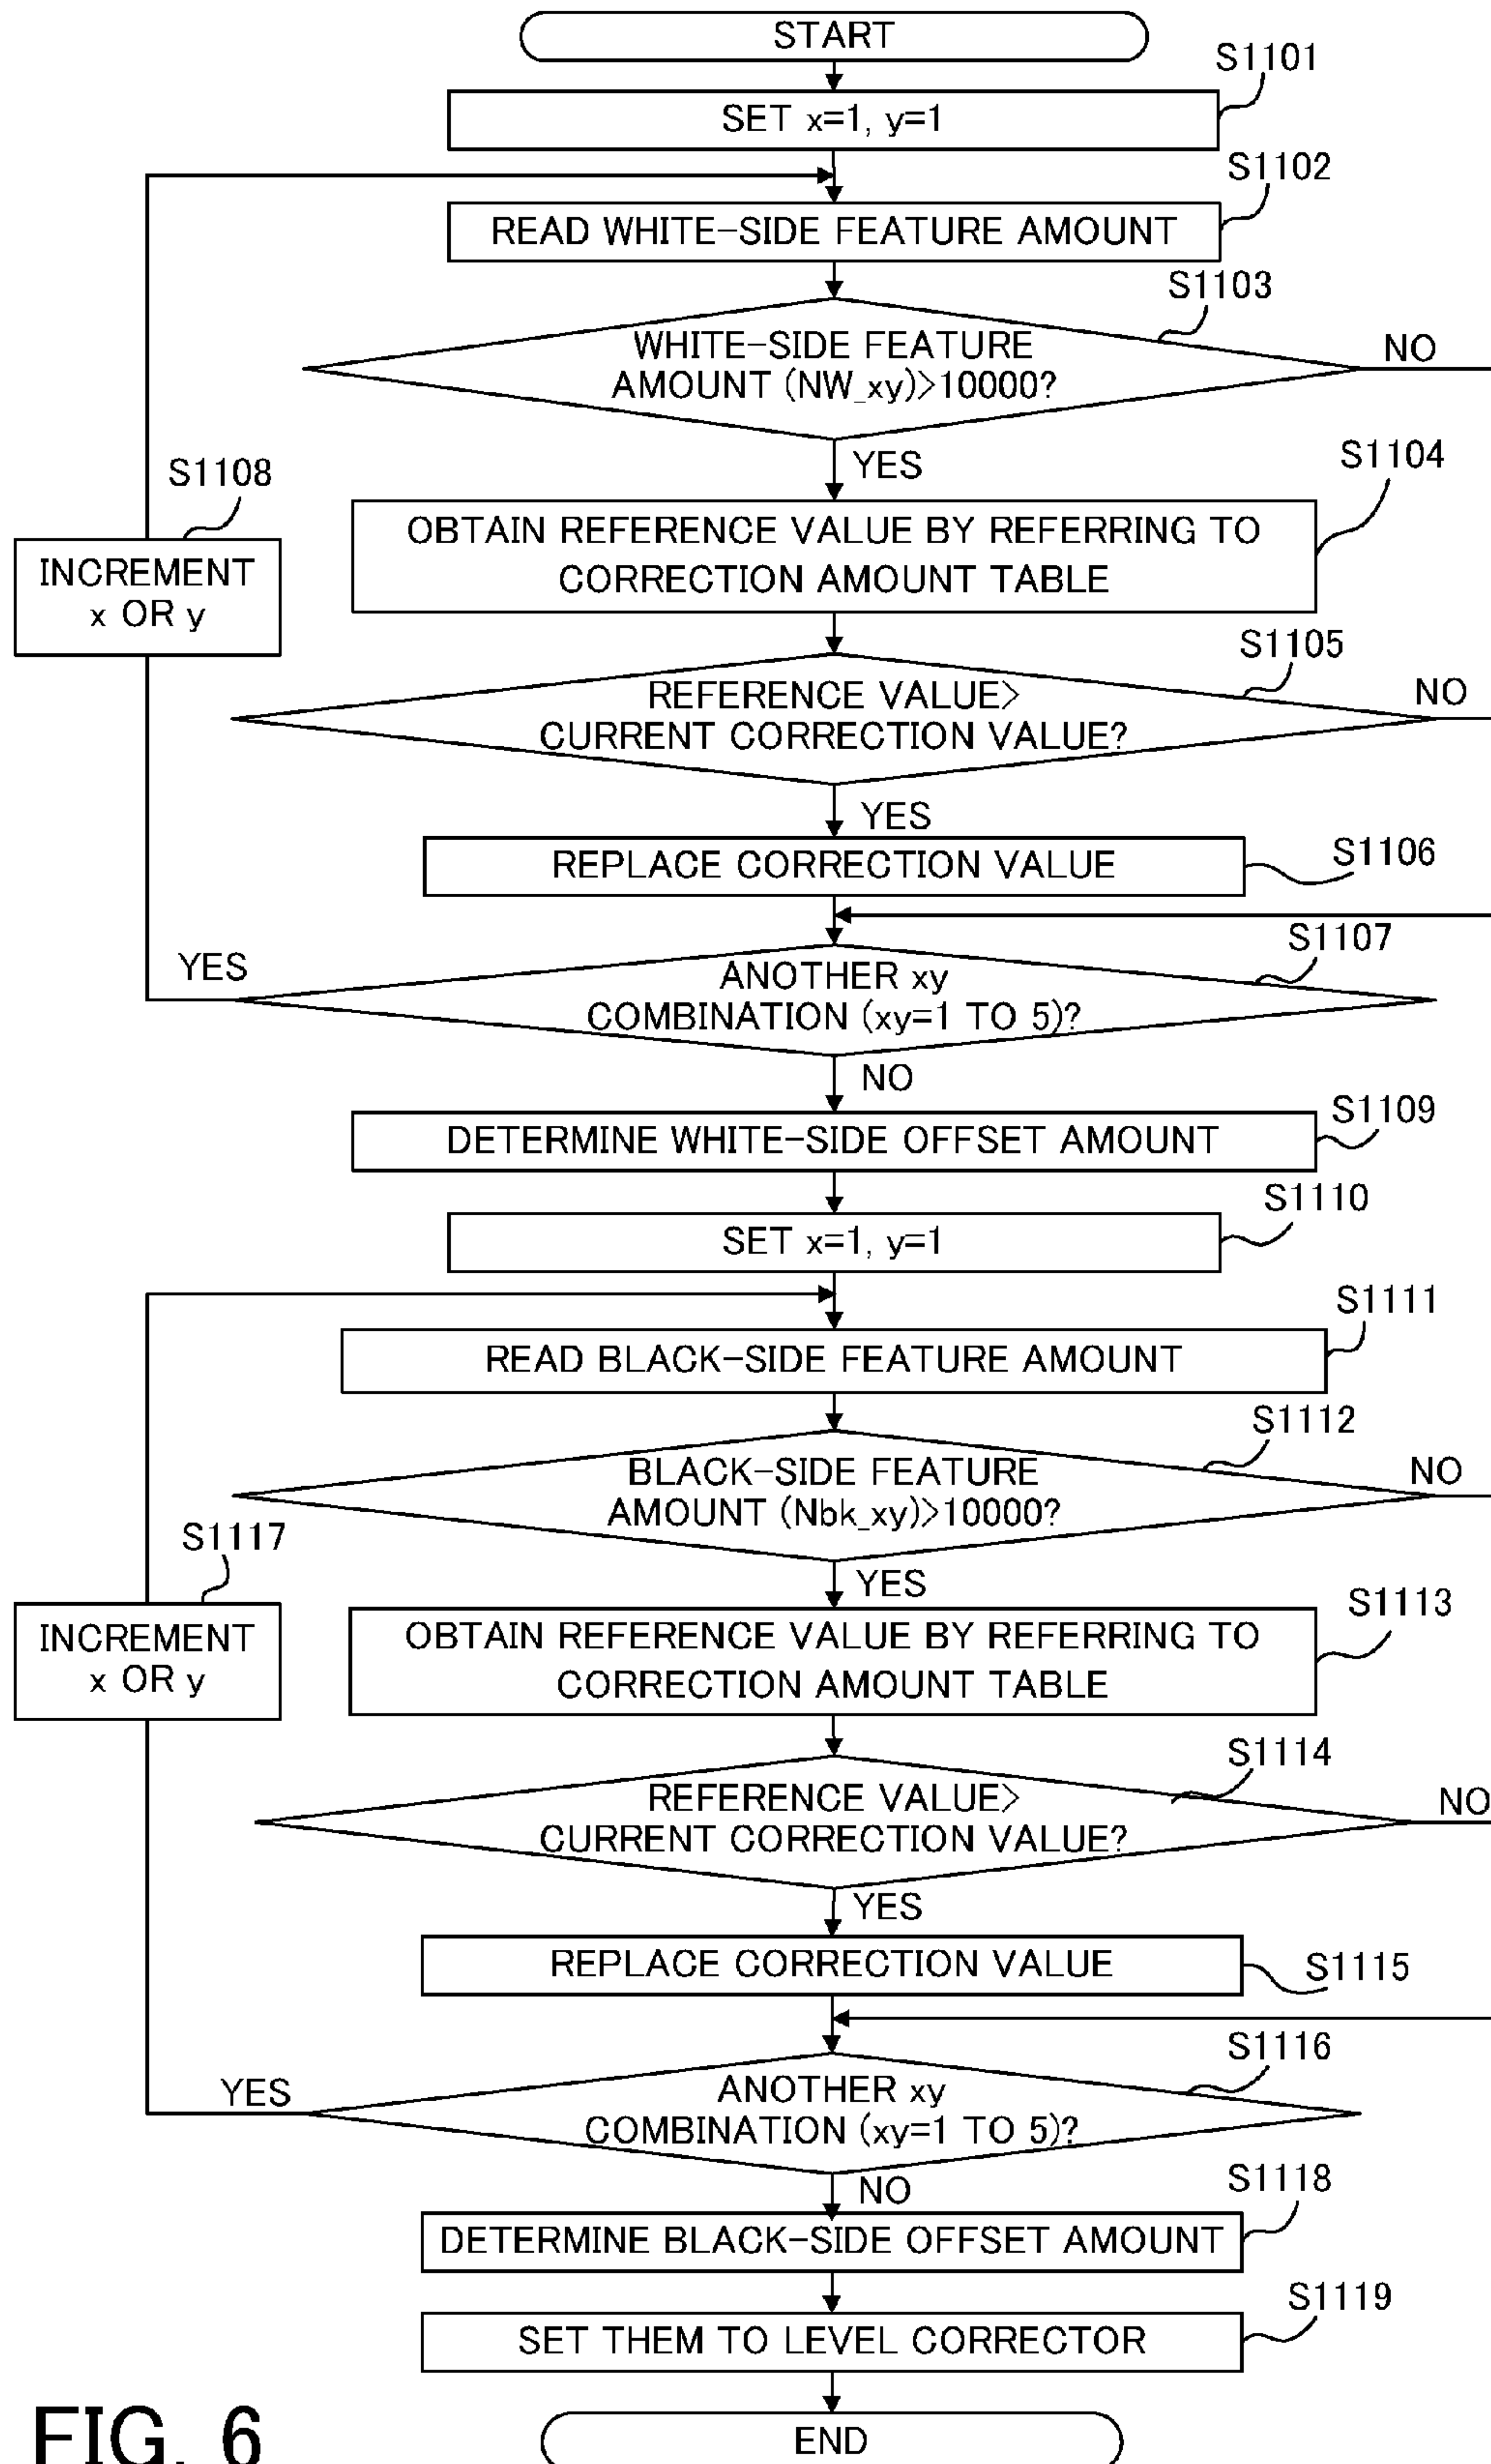 START
S1101
SET x=1, y=1
S1102
READ WHITE-SIDE FEATURE AMOUNT
S1103
WHITE-SIDE FEATURE
AMOUNT (NW_xy)>10000?
NO
YES
S1104
S1108
OBTAIN REFERENCE VALUE BY REFERRING TO
CORRECTION AMOUNT TABLE
INCREMENT
x OR y
S1105
REFERENCE VALUE>
CURRENT CORRECTION VALUE?
NO
YES
REPLACE CORRECTION VALUE
S1106
S1107
YES
ANOTHER xy
COMBINATION (xy=1 TO 5)?
NO
S1109
DETERMINE WHITE-SIDE OFFSET AMOUNT
S1110
SET x=1, y=1
S1111
READ BLACK-SIDE FEATURE AMOUNT
S1112
BLACK-SIDE FEATURE
AMOUNT (Nbk_xy)>10000?
NO
S1117
YES
S1113
INCREMENT
x OR y
OBTAIN REFERENCE VALUE BY REFERRING TO
CORRECTION AMOUNT TABLE
S1114
REFERENCE VALUE>
CURRENT CORRECTION VALUE?
NO
YES
REPLACE CORRECTION VALUE
S1115
S1116
YES
ANOTHER xy
COMBINATION (xy=1 TO 5)?
NO
S1118
DETERMINE BLACK-SIDE OFFSET AMOUNT
S1119
SET THEM TO LEVEL CORRECTOR
END
FIG. 6